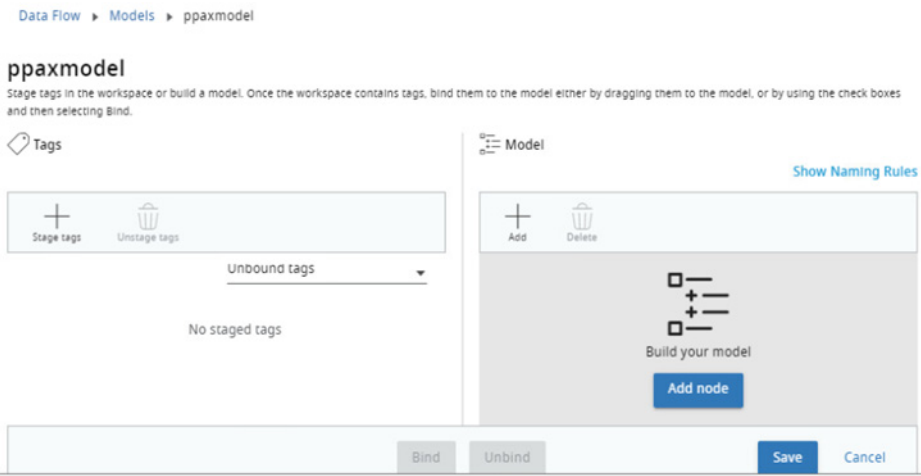 Data Flow ▸ Models ▸ ppaxmodel
ppaxmodel
Stage tags in the workspace or build a model. Once the workspace contains tags, bind them to the model either by dragging them to the model, or by using the check boxes
and then selecting Bind.
Tags
Model
Show Naming Rules
Stage tags
Unstage tags
Add
Delete
Unbound tags
No staged tags
Build your model
Add node
Bind
Unbind
Save
Cancel